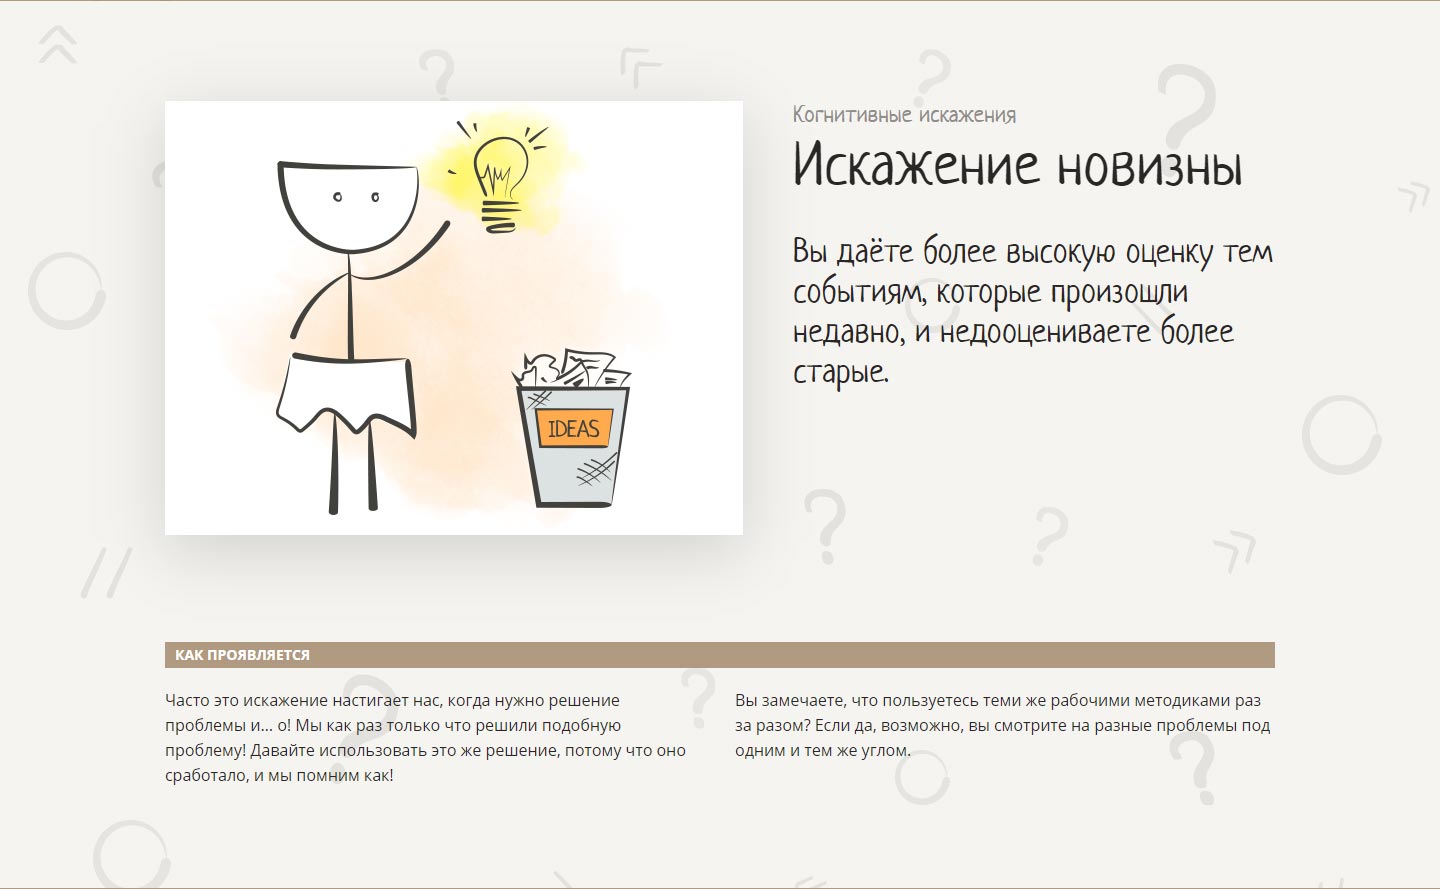 Когнитивные искажения
Искажение новизны
Вы даёте более высокую оценку тем
событиям, которые произошли
недавно, и недооцениваете более
старые.
IDEAS
КАК ПРОЯВЛЯЕТСЯ
Часто это искажение настигает нас, когда нужно решение
проблемы и... о! Мы как раз только что решили подобную
проблему! Давайте использовать это же решение, потому что оно
сработало, и мы помним как!
Вы замечаете, что пользуетесь теми же рабочими методиками раз
за разом? Если да, возможно, вы смотрите на разные проблемы под
одним и тем же углом.